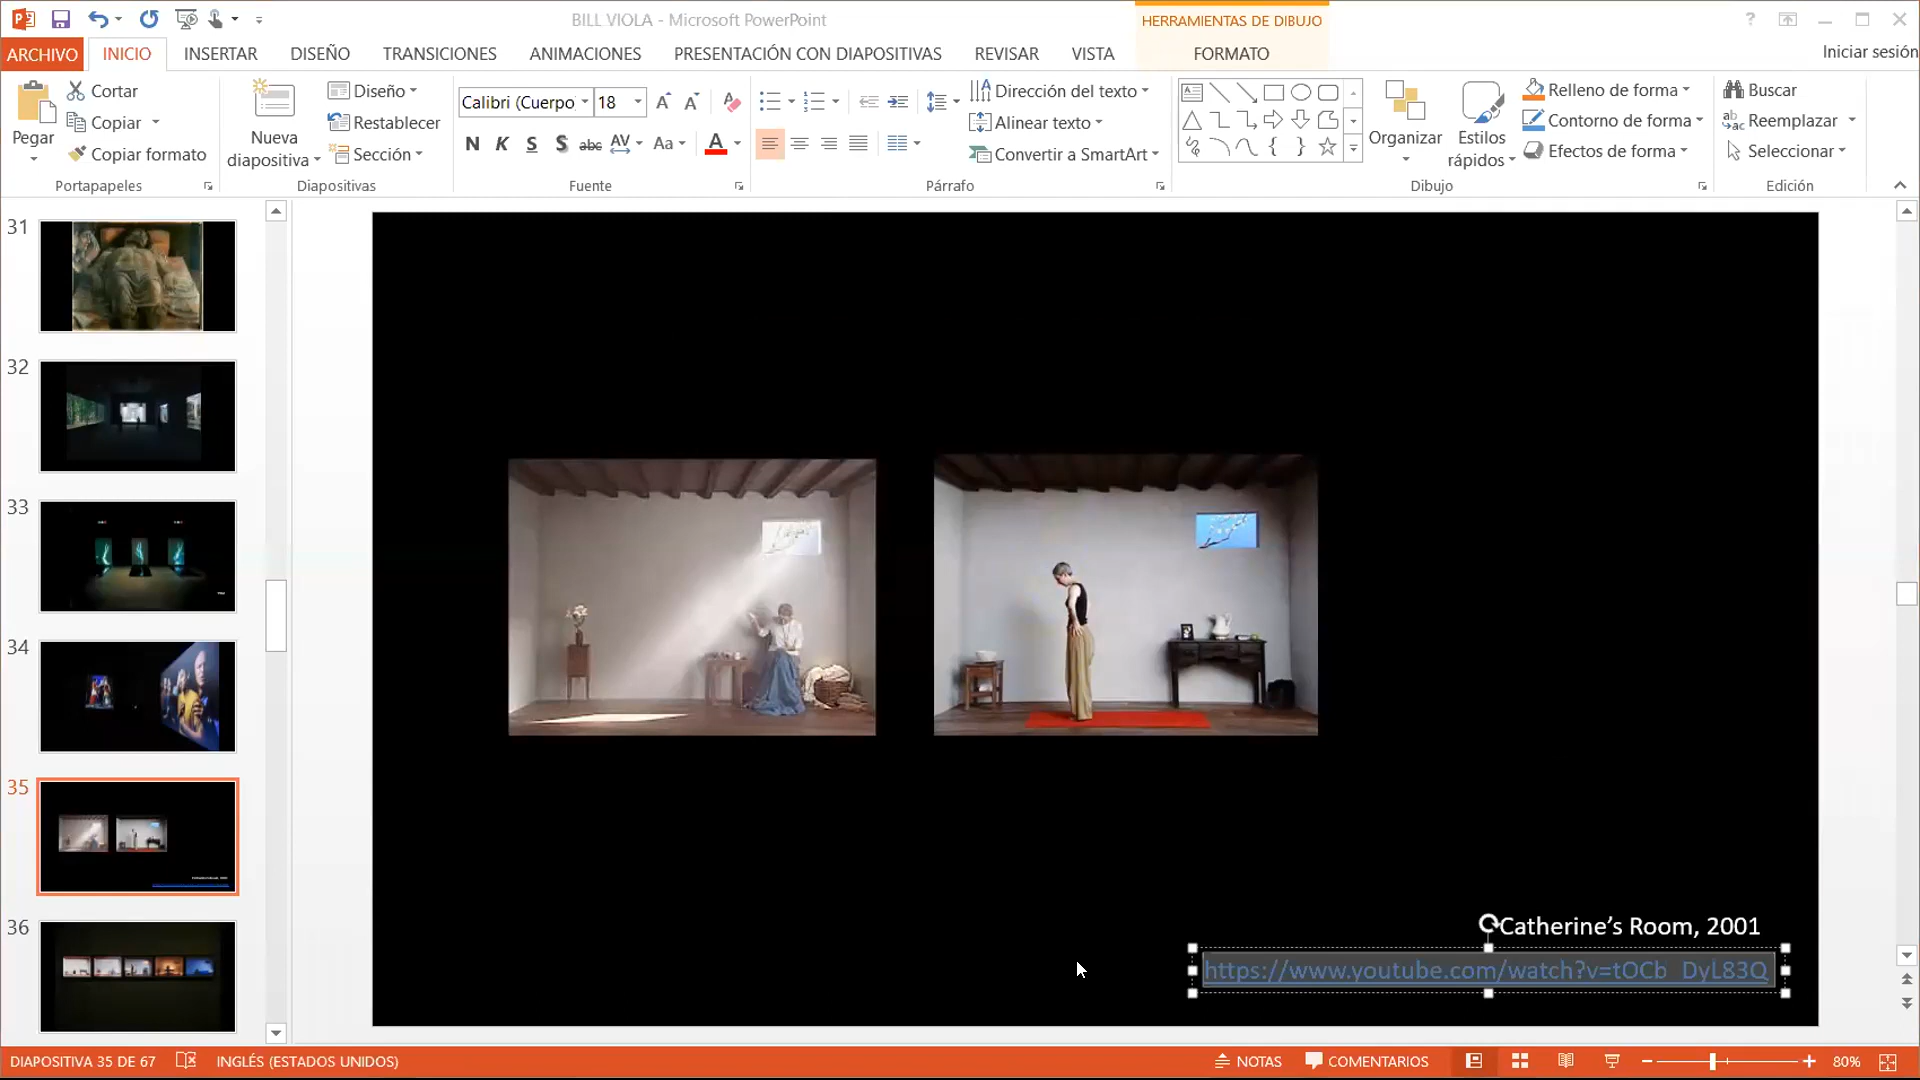 BILL VIOLA - Microsoft PowerPoint
HERRAMIENTAS DE DIBUJO
?
ARCHIVO
INICIO
INSERTAR
DISEÑO
TRANSICIONES
ANIMACIONES
PRESENTACIÓN CON DIAPOSITIVAS
REVISAR
VISTA
FORMATO
Iniciar sesión
Pegar
Cortar
Copiar
Copiar formato
Portapapeles
Nueva
diapositiva
Diseño
Restablecer
Sección
Diapositivas
Calibri (Cuerpo
18
A A
N K S S abc AV Aa A
Fuente
Dirección del texto
Alinear texto
Convertir a SmartArt
Párrafo
Organizar
Estilos
rápidos
Relleno de forma
Contorno de forma
Efectos de forma
Dibujo
Buscar
Reemplazar
Seleccionar
Edición
31
32
33
34
35
36
Catherine’s Room, 2001
https://www.youtube.com/watch?v=tOCb_DyL83Q
DIAPOSITIVA 35 DE 67
INGLÉS (ESTADOS UNIDOS)
NOTAS
COMENTARIOS
80%